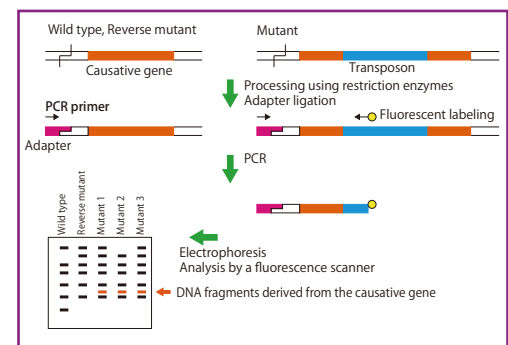 Wild type, Reverse mutant
Mutant
Causative gene
Transposon
Processing using restriction enzymes
Adapter ligation
PCR primer
Fluorescent labeling
Adapter
PCR
Wild type
Reverse mutant
Mutant 1
Mutant 2
Mutant 3
Electrophoresis
Analysis by a fluorescence scanner
DNA fragments derived from the causative gene